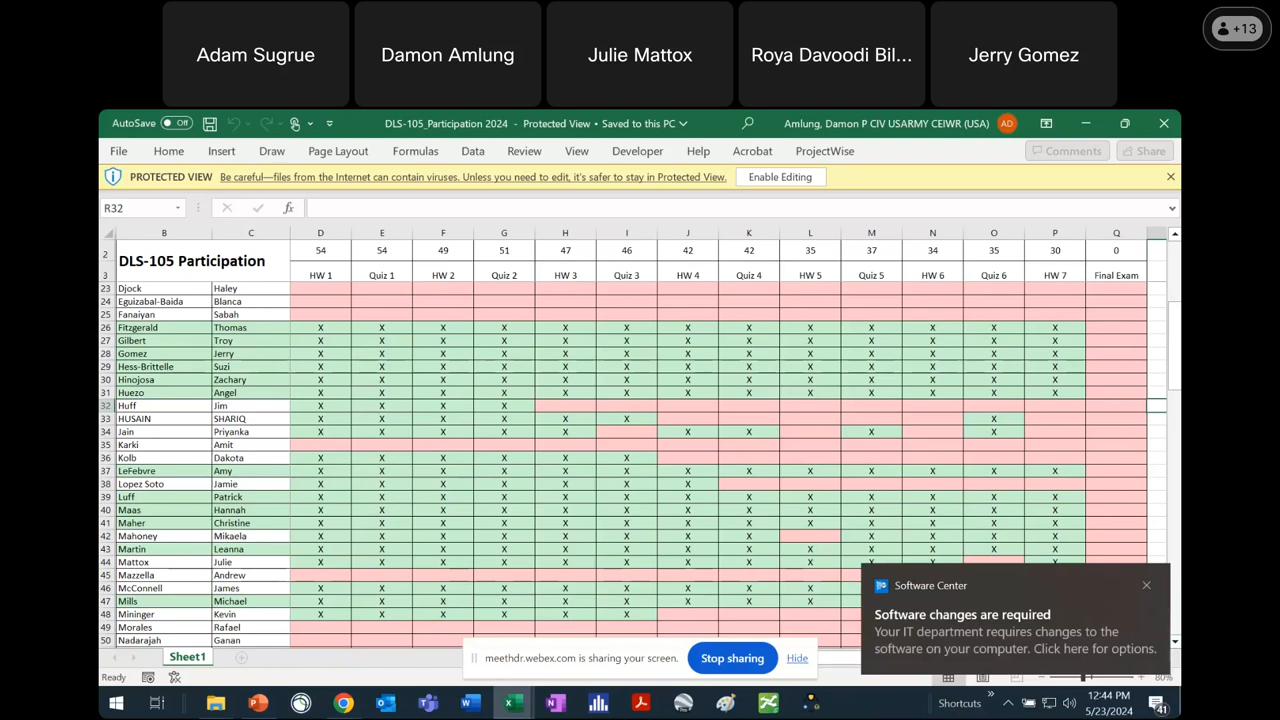 Adam Sugrue
Damon Amlung
Julie Mattox
Roya Davoodi Bil...
Jerry Gomez
+13
AutoSave Off DLS-105_Participation 2024 - Protected View • Saved to this PC Amlung, Damon P CIV USARMY CEIWR (USA) AD
File Home Insert Draw Page Layout Formulas Data Review View Developer Help Acrobat ProjectWise Comments Share
PROTECTED VIEW Be careful—files from the Internet can contain viruses. Unless you need to edit, it's safer to stay in Protected View. Enable Editing
R32 fx
B C D E F G H I J K L M N O P Q
2 DLS-105 Participation 54 54 49 51 47 46 42 42 35 37 34 35 30 0
3 HW 1 Quiz 1 HW 2 Quiz 2 HW 3 Quiz 3 HW 4 Quiz 4 HW 5 Quiz 5 HW 6 Quiz 6 HW 7 Final Exam
23 Djock Haley
24 Eguizabal-Baida Blanca
25 Fanaiyan Sabah
26 Fitzgerald Thomas X X X X X X X X X X X X X
27 Gilbert Troy X X X X X X X X X X X X X
28 Gomez Jerry X X X X X X X X X X X X X
29 Hess-Brittelle Suzi X X X X X X X X X X X X X
30 Hinojosa Zachary X X X X X X X X X X X X X
31 Huezo Angel X X X X X X X X X X X X X
32 Huff Jim X X X X
33 HUSAIN SHARIQ X X X X X X X
34 Jain Priyanka X X X X X X X X X
35 Karki Amit
36 Kolb Dakota X X X X X X
37 LeFebvre Amy X X X X X X X X X X X X X
38 Lopez Soto Jamie X X X X X X X
39 Luff Patrick X X X X X X X X X X X X X
40 Maas Hannah X X X X X X X X X X X X X
41 Maher Christine X X X X X X X X X X X X X
42 Mahoney Mikaela X X X X X X X X X X X X
43 Martin Leanna X X X X X X X X X X X X X
44 Mattox Julie X X X X X X X X X X X X
45 Mazzella Andrew
46 McConnell James X X X X X X X X X
47 Mills Michael X X X X X X X X X
48 Mininger Kevin X X X X X X
49 Morales Rafael
50 Nadarajah Ganan
Software Center
Software changes are required
Your IT department requires changes to the
software on your computer. Click here for options.
meethdr.webex.com is sharing your screen. Stop sharing Hide
Sheet1
Ready 80%
Shortcuts
12:44 PM
5/23/2024
41